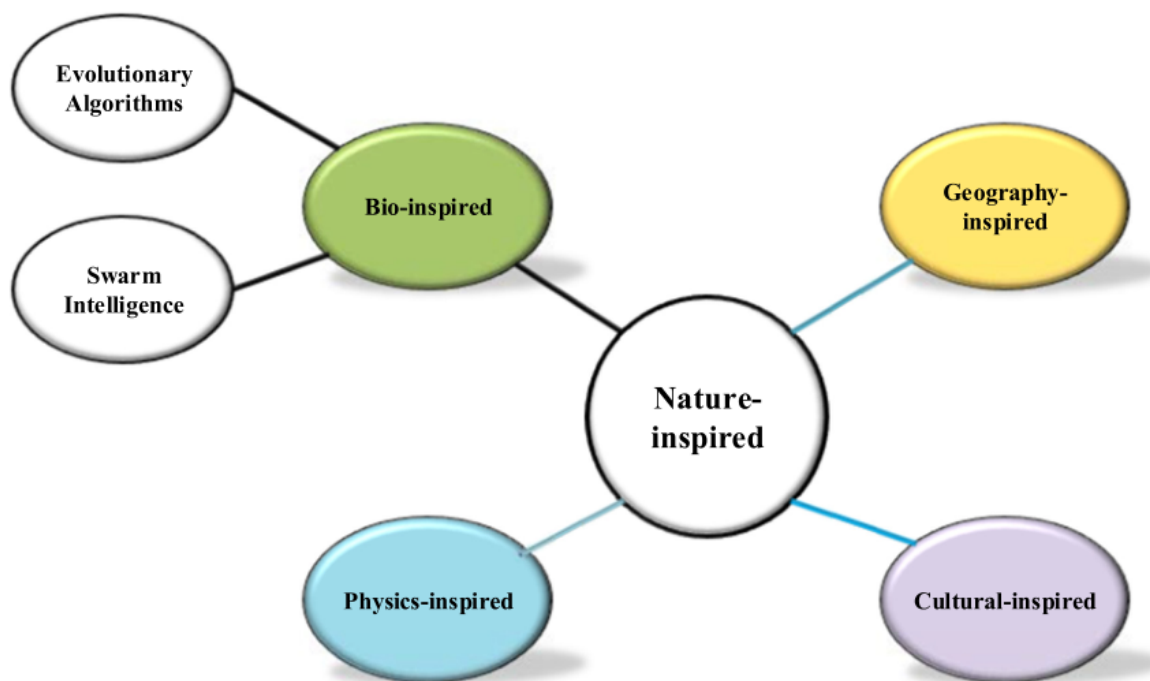 Evolutionary
Algorithms
Bio-inspired
Geography-
inspired
Swarm
Intelligence
Nature-
inspired
Physics-inspired
Cultural-inspired